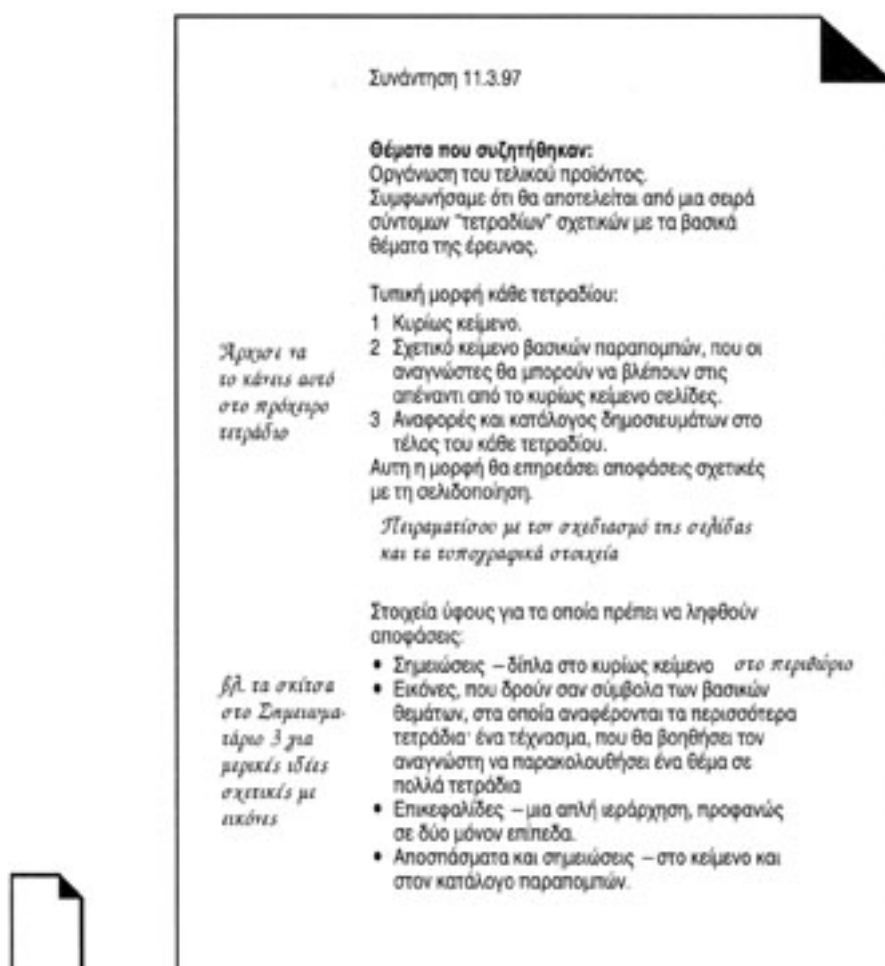 Συνάντηση 11.3.97
Θέματα που συζητήθηκαν:
Οργάνωση του τελικού προϊόντος.
Συμφωνήσαμε ότι θα αποτελείται από μια σειρά
σύντομων "τετραδίων" σχετικών με τα βασικά
θέματα της έρευνας.
Τυπική μορφή κάθε τετραδίου:
1 Κυρίως κείμενο.
2 Σχετικό κείμενο βασικών παραπομπών, που οι
αναγνώστες θα μπορούν να βλέπουν στις
απέναντι από το κυρίως κείμενο σελίδες.
3 Αναφορές και κατάλογος δημοσιευμάτων στο
τέλος του κάθε τετραδίου.
Άρχισε να
το κάνεις αυτό
στο πρόχειρο
τετράδιο
Αυτη η μορφή θα επηρεάσει αποφάσεις σχετικές
με τη σελιδοποίηση.
Πειραματίσου με τον σχεδιασμό της σελίδας
και τα τυπογραφικά στοιχεία
Στοιχεία ύφους για τα οποία πρέπει να ληφθούν
αποφάσεις:
• Σημειώσεις – δίπλα στο κυρίως κείμενο στο περιθώριο
• Εικόνες, που δρούν σαν σύμβολα των βασικών
θεμάτων, στα οποία αναφέρονται τα περισσότερα
τετράδια· ένα τέχνασμα, που θα βοηθήσει τον
αναγνώστη να παρακολουθήσει ένα θέμα σε
πολλά τετράδια
βλ. τα σκίτσα
στο Σημειωμα-
τάριο 3 για
μερικές ιδέες
σχετικές με
εικόνες
• Επικεφαλίδες – μια απλή ιεράρχηση, προφανώς
σε δύο μόνον επίπεδα.
• Αποσπάσματα και σημειώσεις – στο κείμενο και
στον κατάλογο παραπομπών.